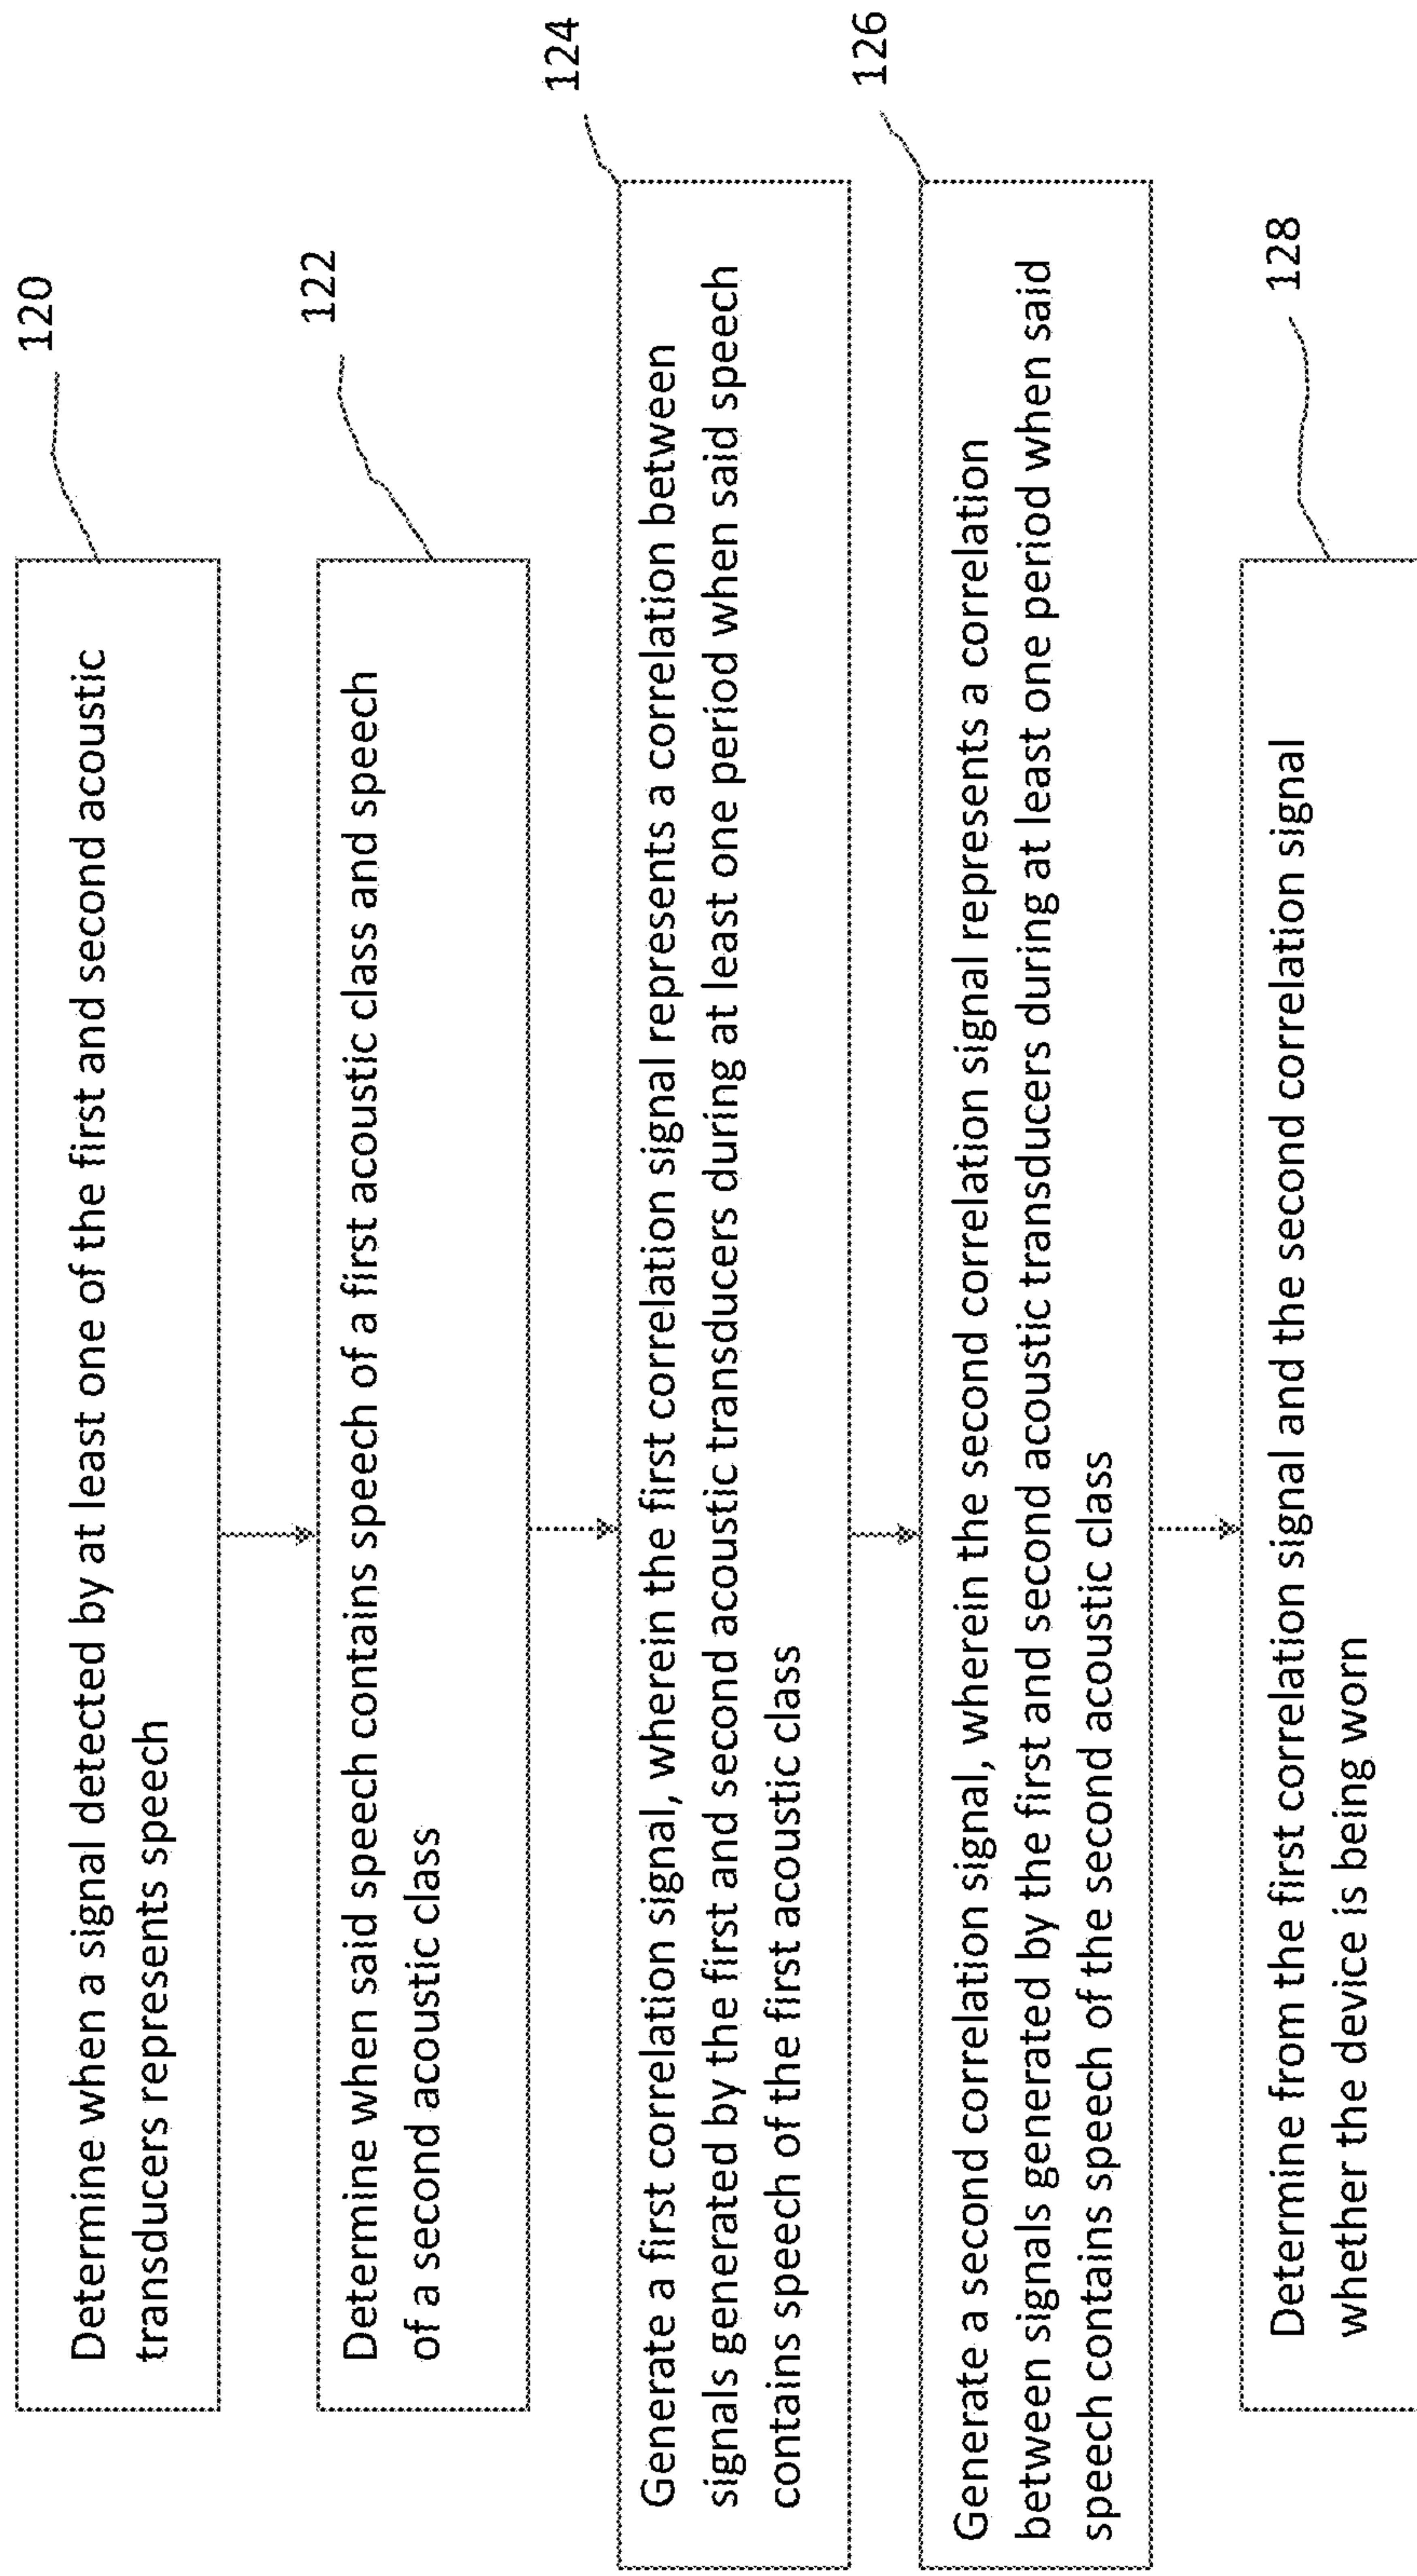 120
Determine when a signal detected by at least one of the first and second acoustic
transducers represents speech
122
Determine when said speech contains speech of a first acoustic class and speech
of a second acoustic class
124
Generate a first correlation signal, wherein the first correlation signal represents a correlation between
signals generated by the first and second acoustic transducers during at least one period when said speech
contains speech of the first acoustic class
126
Generate a second correlation signal, wherein the second correlation signal represents a correlation
between signals generated by the first and second acoustic transducers during at least one period when said
speech contains speech of the second acoustic class
128
Determine from the first correlation signal and the second correlation signal
whether the device is being worn